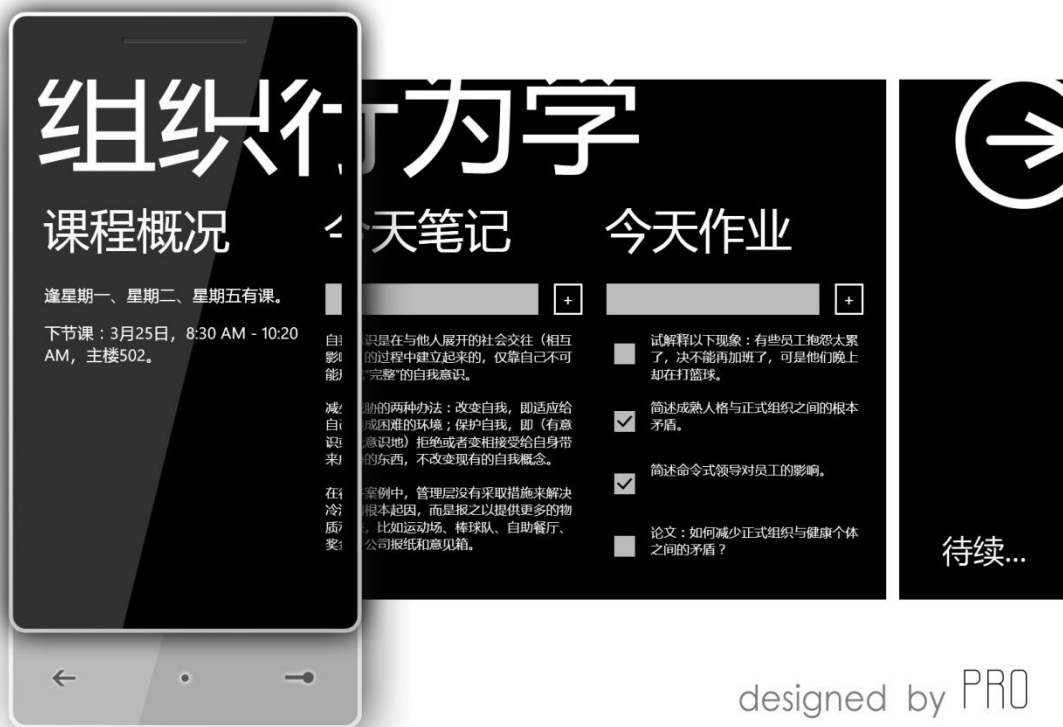 组织行为学
课程概况
今天笔记
今天作业
逢星期一、星期二、星期五有课。
下节课：3月25日，8:30 AM - 10:20
AM，主楼502。
+
识是在与他人展开的社会交往（相互
的过程中建立起来的，仅靠自己不可
“完整”的自我意识。
的两种办法：改变自我，即适应给
成困难的环境；保护自我，即（有意
意识地）拒绝或者变相接受给自身带
的东西，不改变现有的自我概念。
案例中，管理层没有采取措施来解决
根本起因，而是报之以提供更多的物
，比如运动场、棒球队、自助餐厅、
公司报纸和意见箱。
+
试解释以下现象：有些员工抱怨太累
了，决不能再加班了，可是他们晚上
却在打篮球。
简述成熟人格与正式组织之间的根本
矛盾。
简述命令式领导对员工的影响。
论文：如何减少正式组织与健康个体
之间的矛盾？
待续...
designed by PRO